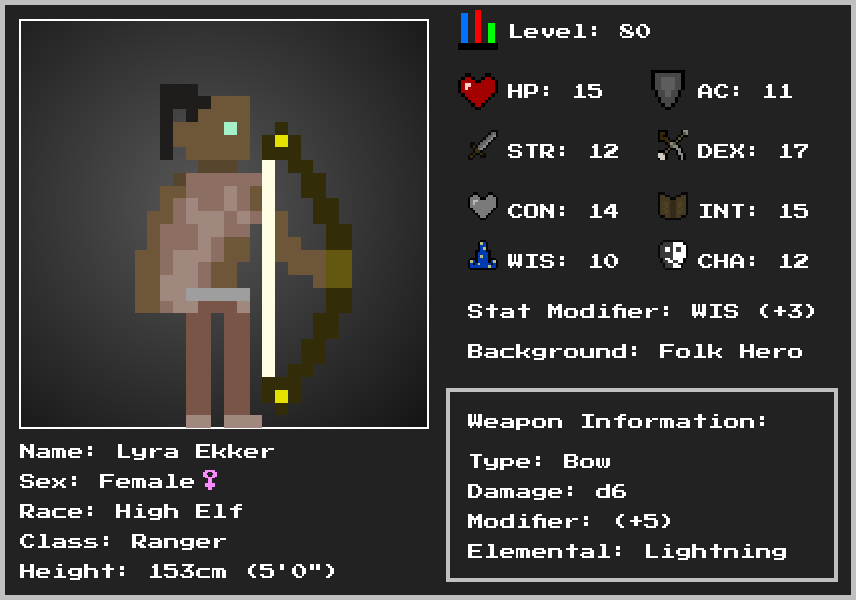 Level: 80
HP: 15
AC: 11
STR: 12
DEX: 17
CON: 14
INT: 15
WIS: 10
CHA: 12
Stat Modifier: WIS (+3)
Background: Folk Hero
Weapon Information:
Type: Bow
Damage: d6
Modifier: (+5)
Elemental: Lightning
Name: Lyra Ekker
Sex: Female♀
Race: High Elf
Class: Ranger
Height: 153cm (5'0")